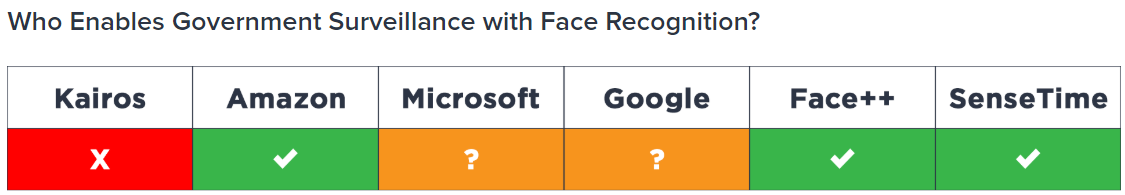 Who Enables Government Surveillance with Face Recognition?
Kairos Amazon Microsoft Google Face++ SenseTime
X ✔ ? ? ✔ ✔